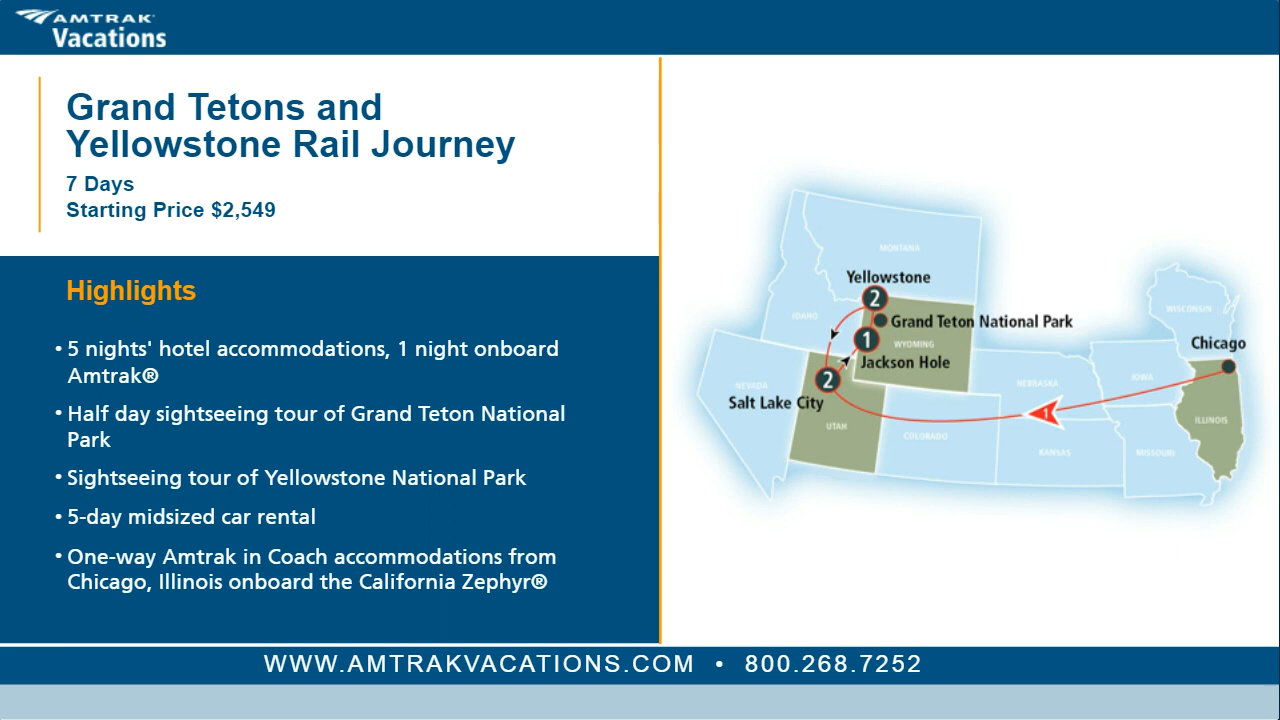 AMTRAK®
Vacations
Grand Tetons and
Yellowstone Rail Journey
7 Days
Starting Price $2,549
Highlights
• 5 nights' hotel accommodations, 1 night onboard
Amtrak®
• Half day sightseeing tour of Grand Teton National
Park
• Sightseeing tour of Yellowstone National Park
• 5-day midsized car rental
• One-way Amtrak in Coach accommodations from
Chicago, Illinois onboard the California Zephyr®
MONTANA
Yellowstone
2
IDAHO
Grand Teton National Park
WISCONSIN
1
WYOMING
Chicago
Jackson Hole
2
NEVADA
NEBRASKA
IOWA
Salt Lake City
1
UTAH
COLORADO
KANSAS
MISSOURI
ILLINOIS
WWW.AMTRAKVACATIONS.COM • 800.268.7252